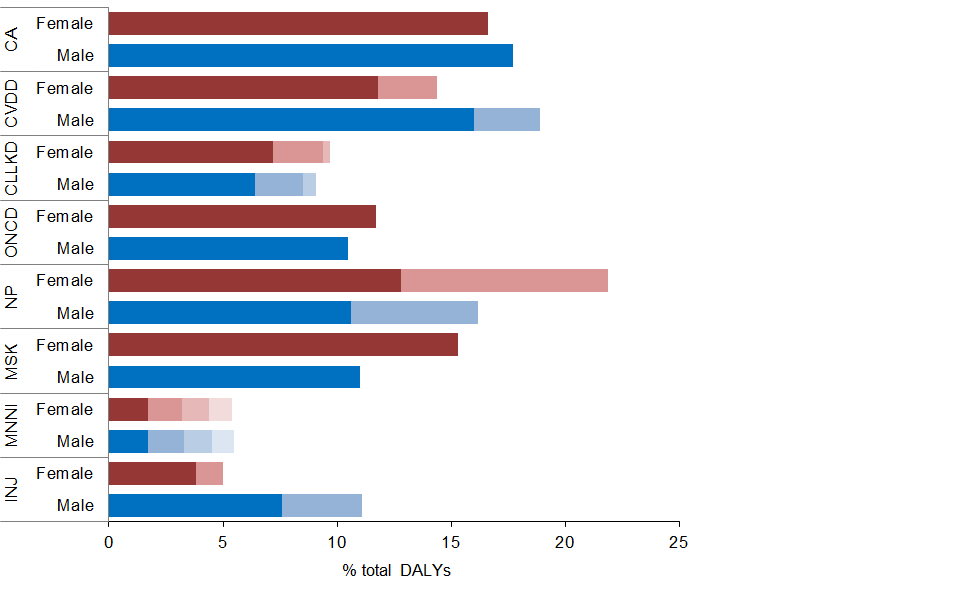 CA
Female
Male
CVDD
Female
Male
CLLKD
Female
Male
ONCD
Female
Male
NP
Female
Male
MSK
Female
Male
MNNI
Female
Male
INJ
Female
Male
0 5 10 15 20 25
% total DALYs